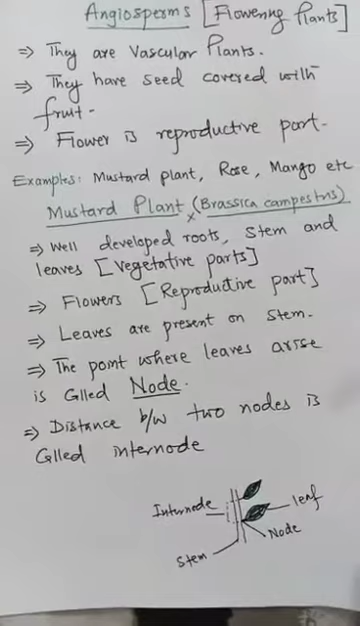 Angiosperms [Flowering Plants]
⇒ They are Vascular Plants.
⇒ They have seed covered with
fruit.
⇒ Flower is reproductive part.
Examples: Mustard plant, Rose, Mango etc
Mustard Plant (Brassica campestris)
⇒ Well developed roots, stem and
leaves [Vegetative parts]
⇒ Flowers [Reproductive part]
⇒ Leaves are present on stem.
⇒ The point where leaves arise
is Called Node.
⇒ Distance b/w two nodes is
Called internode
Internode
leaf
Node
Stem